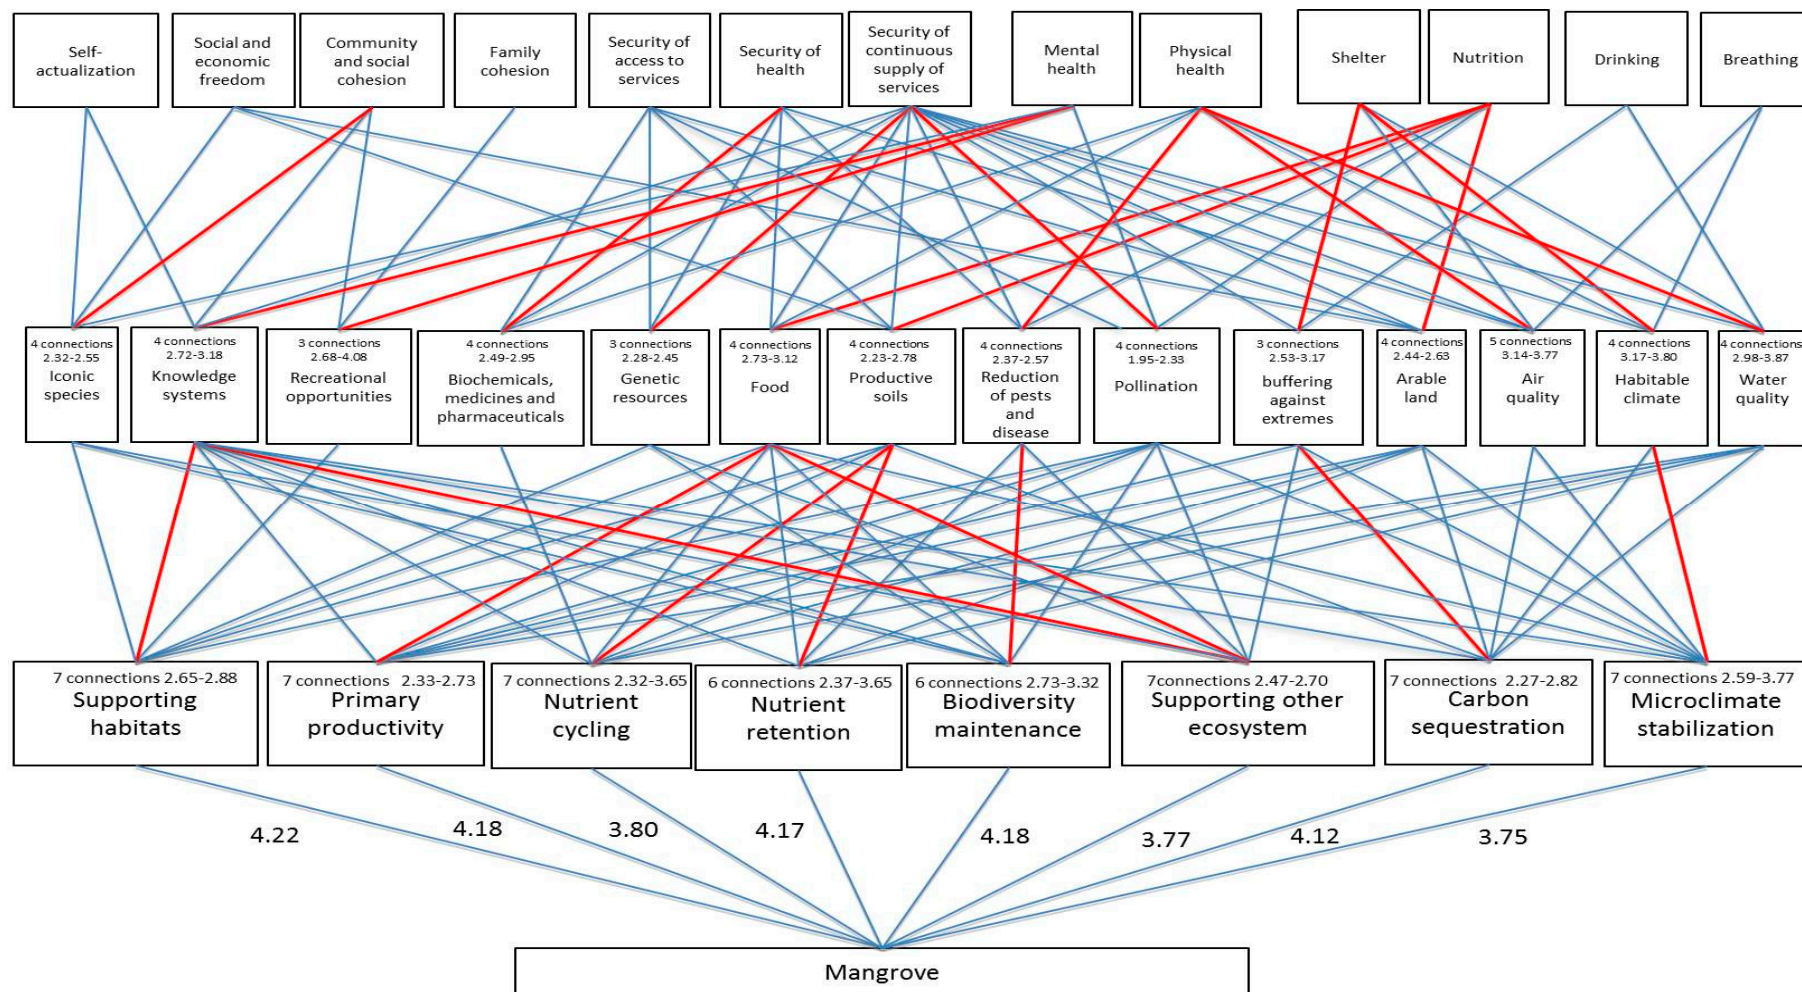 Self-
actualization
Social and
economic
freedom
Community
and social
cohesion
Family
cohesion
Security of
access to
services
Security of
health
Security of
continuous
supply of
services
Mental
health
Physical
health
Shelter
Nutrition
Drinking
Breathing
4 connections
2.32-2.55
Iconic
species
4 connections
2.72-3.18
Knowledge
systems
3 connections
2.68-4.08
Recreational
opportunities
4 connections
2.49-2.95
Biochemicals,
medicines and
pharmaceuticals
3 connections
2.28-2.45
Genetic
resources
4 connections
2.73-3.12
Food
4 connections
2.23-2.78
Productive
soils
4 connections
2.37-2.57
Reduction
of pests
and
disease
4 connections
1.95-2.33
Pollination
3 connections
2.53-3.17
buffering
against
extremes
4 connections
2.44-2.63
Arable
land
5 connections
3.14-3.77
Air
quality
4 connections
3.17-3.80
Habitable
climate
4 connections
2.98-3.87
Water
quality
7 connections 2.65-2.88
Supporting
habitats
7 connections 2.33-2.73
Primary
productivity
7 connections 2.32-3.65
Nutrient
cycling
6 connections 2.37-3.65
Nutrient
retention
6 connections 2.73-3.32
Biodiversity
maintenance
7connections 2.47-2.70
Supporting other
ecosystem
7 connections 2.27-2.82
Carbon
sequestration
7 connections 2.59-3.77
Microclimate
stabilization
4.22
4.18
3.80
4.17
4.18
3.77
4.12
3.75
Mangrove